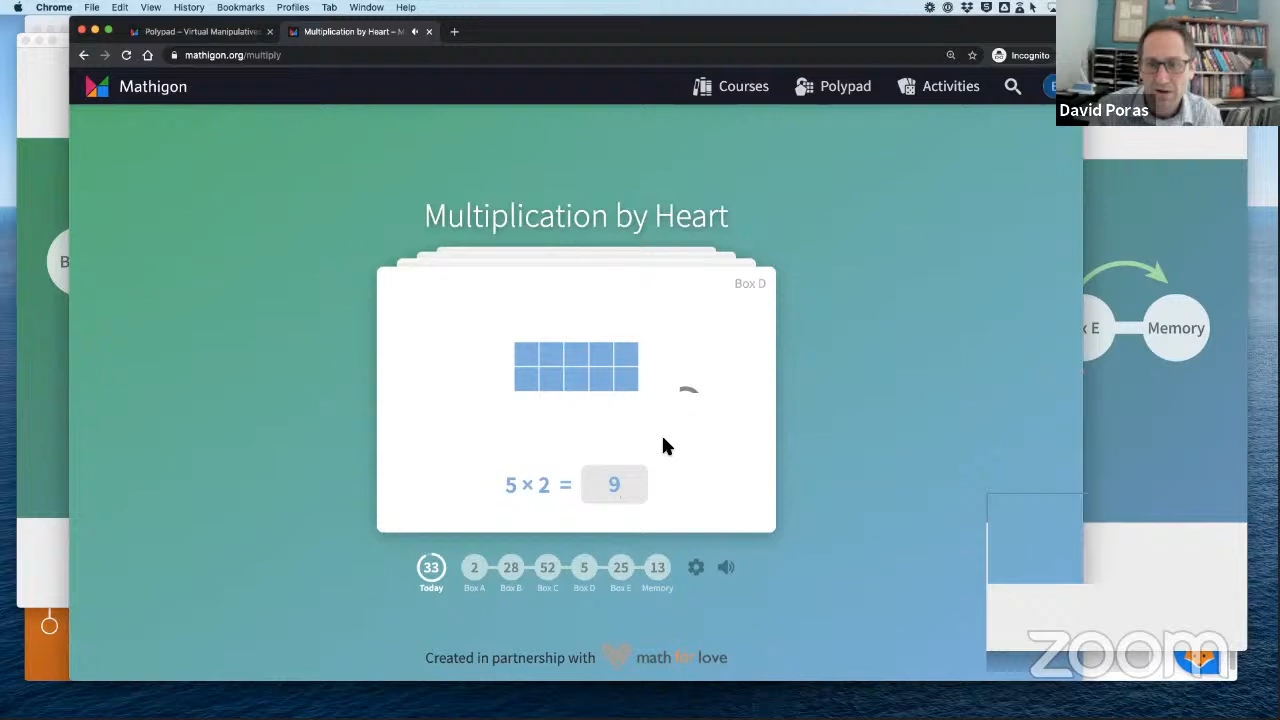 Chrome File Edit View History Bookmarks Profiles Tab Window Help
Polypad – Virtual Manipulatives
Multiplication by Heart – M
mathigon.org/multiply
Incognito
Mathigon
Courses
Polypad
Activities
David Poras
Multiplication by Heart
Box D
5 × 2 = 9
33 2 28 52 5 25 13
Today Box A Box B Box C Box D Box E Memory
Created in partnership with math for love
B
x E
Memory
zoom